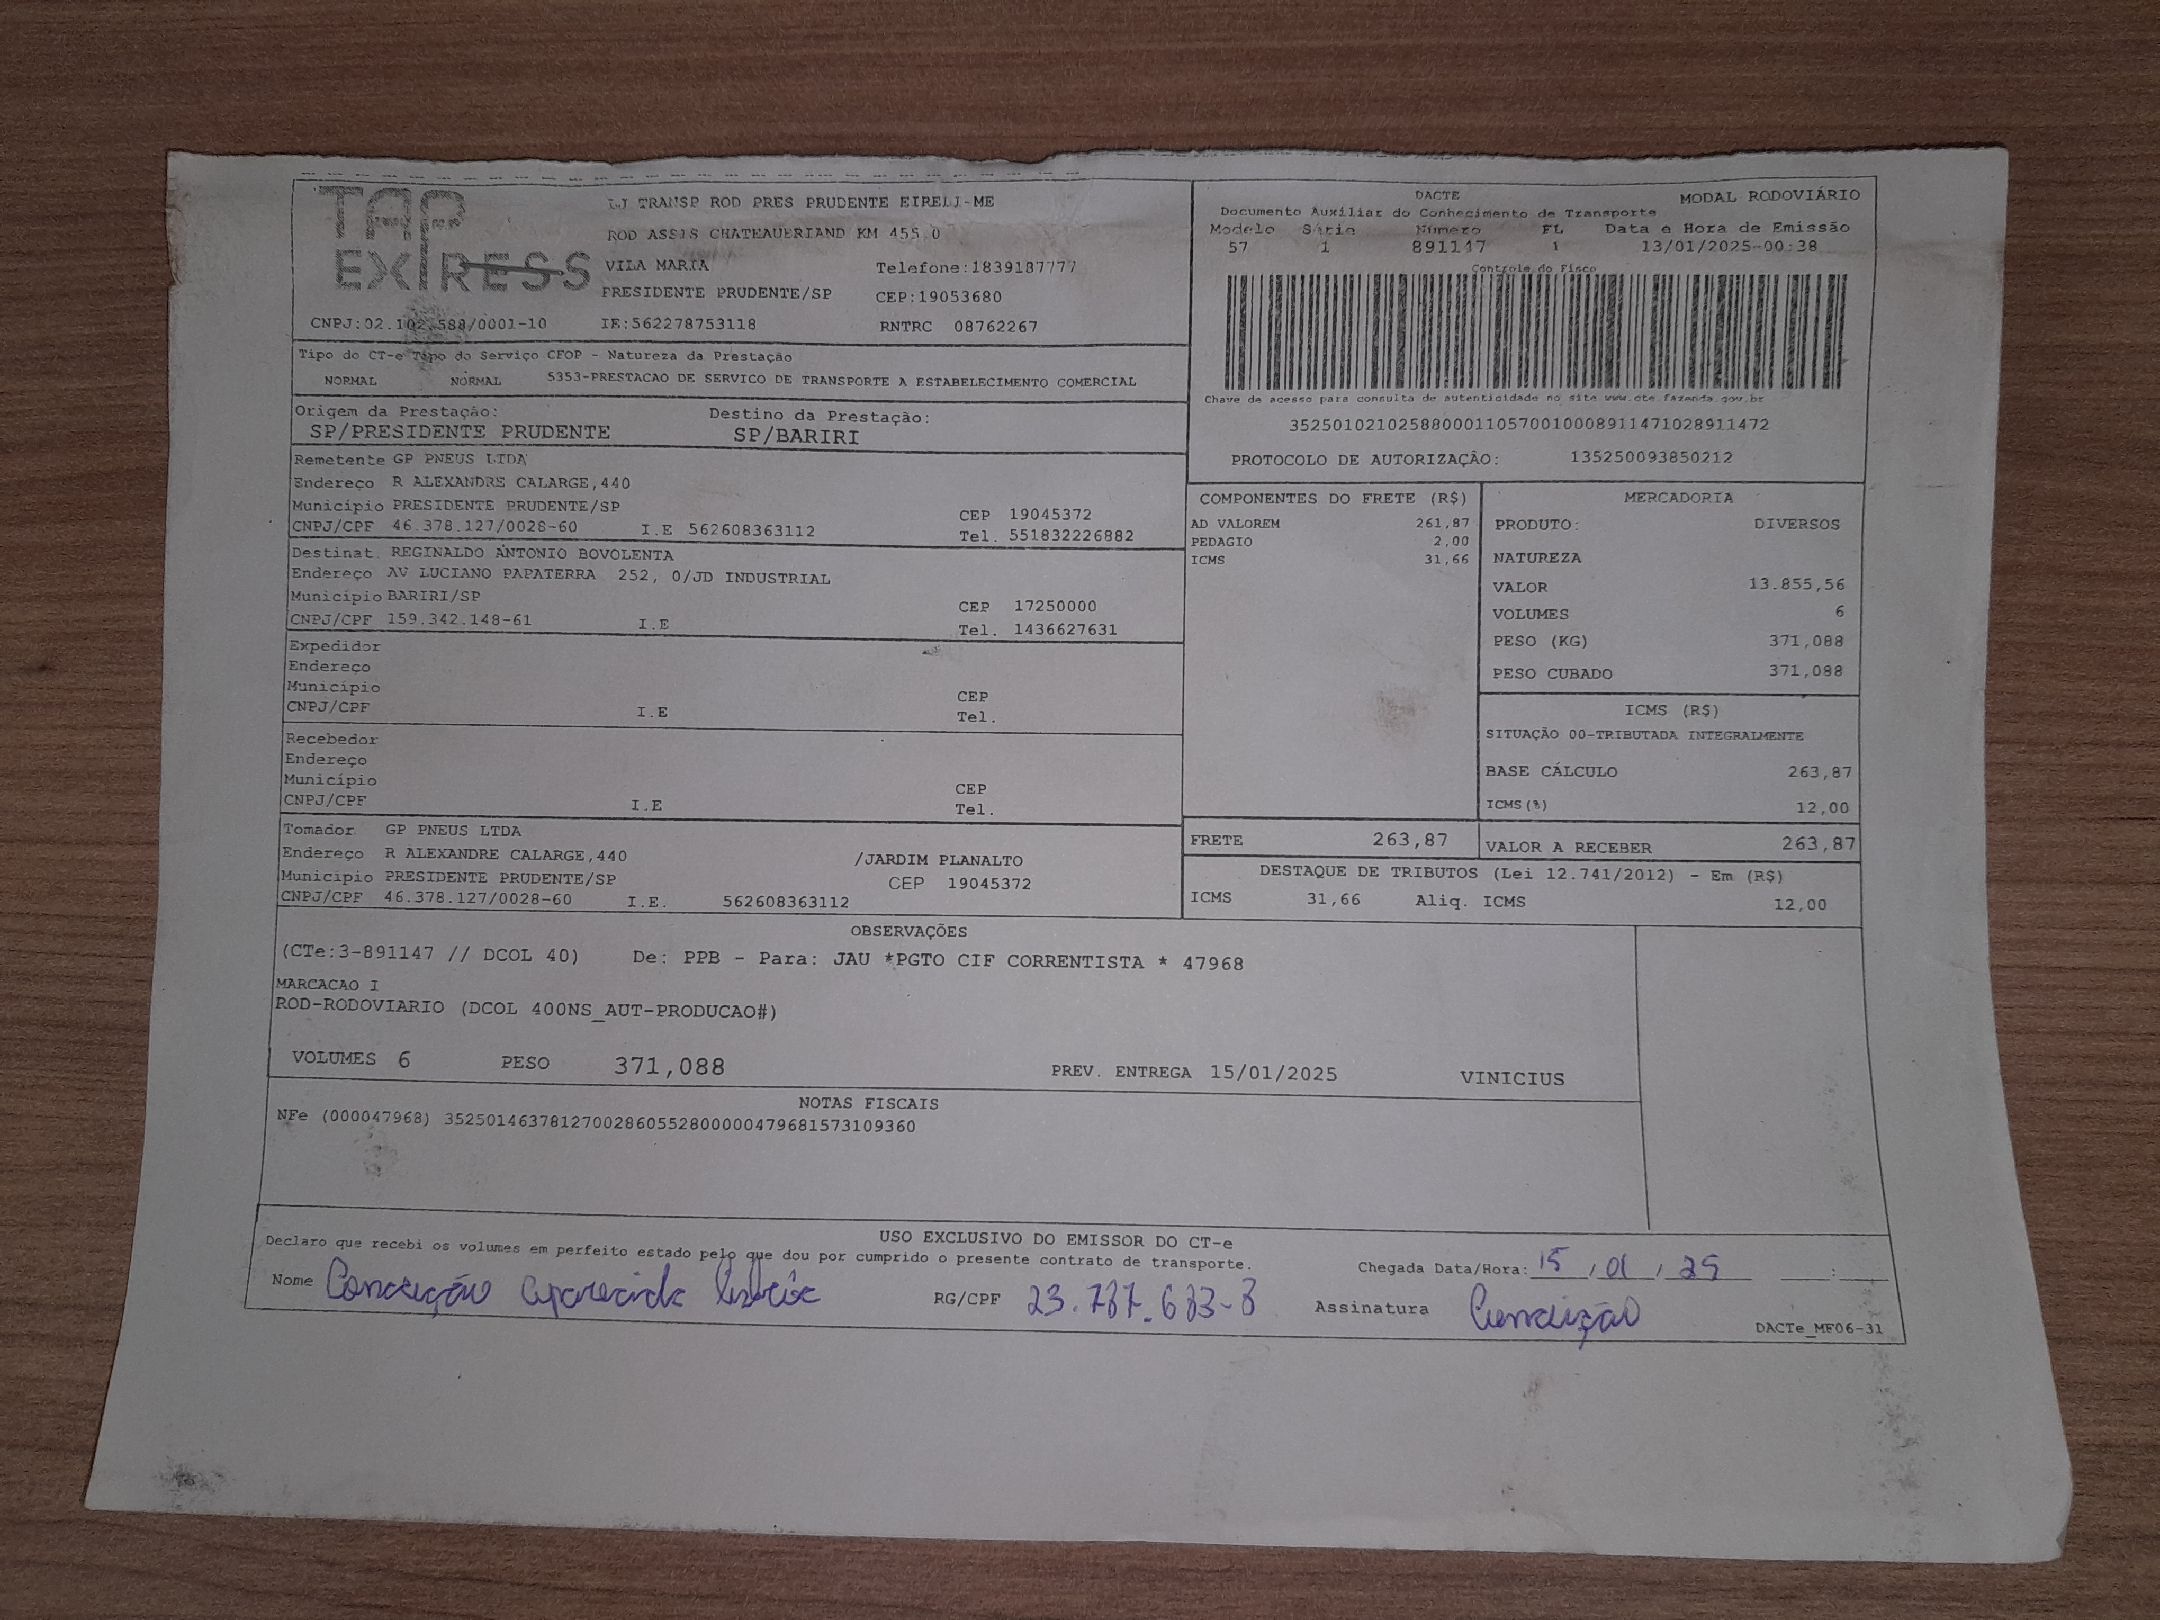 TAP
EXPRESS
LJ TRANSP ROD PRES PRUDENTE EIRELI-ME
ROD ASSIS CHATEAUBRIAND KM 455 0
VILA MARIA Telefone:1839187777
PRESIDENTE PRUDENTE/SP CEP:19053680
CNPJ:02.102.588/0001-10 IE:562278753118 RNTRC 08762267
DACTE MODAL RODOVIÁRIO
Documento Auxiliar do Conhecimento de Transporte
Modelo Série Número FL Data e Hora de Emissão
57 1 891147 1 13/01/2025-00:38
Controle do Fisco
Chave de acesso para consulta de autenticidade no site www.cte.fazenda.gov.br
35250102102588000110570010008911471028911472
PROTOCOLO DE AUTORIZAÇÃO: 135250093850212
Tipo do CT-e Tipo do Serviço CFOP - Natureza da Prestação
NORMAL NORMAL 5353-PRESTACAO DE SERVICO DE TRANSPORTE A ESTABELECIMENTO COMERCIAL
Origem da Prestação: Destino da Prestação:
SP/PRESIDENTE PRUDENTE SP/BARIRI
Remetente GP PNEUS LTDA
Endereço R ALEXANDRE CALARGE,440
Município PRESIDENTE PRUDENTE/SP CEP 19045372
CNPJ/CPF 46.378.127/0028-60 I.E 562608363112 Tel. 551832226882
Destinat. REGINALDO ANTONIO BOVOLENTA
Endereço AV LUCIANO PAPATERRA 252, 0/JD INDUSTRIAL
Município BARIRI/SP CEP 17250000
CNPJ/CPF 159.342.148-61 I.E Tel. 1436627631
Expedidor
Endereço
Município CEP
CNPJ/CPF I.E Tel.
Recebedor
Endereço
Município CEP
CNPJ/CPF I.E Tel.
Tomador GP PNEUS LTDA
Endereço R ALEXANDRE CALARGE,440 /JARDIM PLANALTO
Município PRESIDENTE PRUDENTE/SP CEP 19045372
CNPJ/CPF 46.378.127/0028-60 I.E. 562608363112
COMPONENTES DO FRETE (R$)
AD VALOREM 261,87
PEDAGIO 2,00
ICMS 31,66
FRETE 263,87
MERCADORIA
PRODUTO: DIVERSOS
NATUREZA
VALOR 13.855,56
VOLUMES 6
PESO (KG) 371,088
PESO CUBADO 371,088
ICMS (R$)
SITUAÇÃO 00-TRIBUTADA INTEGRALMENTE
BASE CÁLCULO 263,87
ICMS(%) 12,00
VALOR A RECEBER 263,87
DESTAQUE DE TRIBUTOS (Lei 12.741/2012) - Em (R$)
ICMS 31,66 Aliq. ICMS 12,00
OBSERVAÇÕES
(CTe:3-891147 // DCOL 40) De: PPB - Para: JAU *PGTO CIF CORRENTISTA * 47968
MARCACAO I
ROD-RODOVIARIO (DCOL 400NS_AUT-PRODUCAO#)
VOLUMES 6 PESO 371,088 PREV. ENTREGA 15/01/2025 VINICIUS
NOTAS FISCAIS
NFe (000047968) 35250146378127002860552800000479681573109360
USO EXCLUSIVO DO EMISSOR DO CT-e
Declaro que recebi os volumes em perfeito estado pelo que dou por cumprido o presente contrato de transporte.
Chegada Data/Hora: 15 / 01 / 25 :
Nome Conceição Aparecida RG/CPF Assinatura Conceição
DACTe_MF06-31